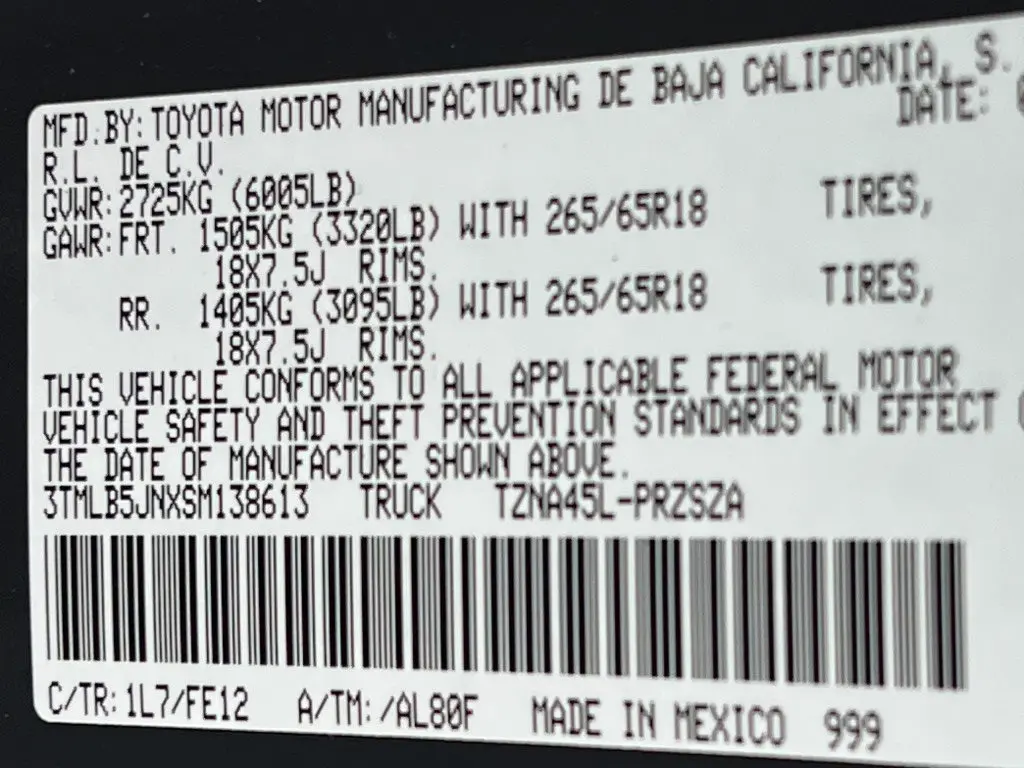 MFD.BY:TOYOTA MOTOR MANUFACTURING DE BAJA CALIFORNIA, S.
DATE:
R.L. DE C.V.
GVWR:2725KG (6005LB)
GAWR:FRT. 1505KG (3320LB) WITH 265/65R18 TIRES,
18X7.5J RIMS.
RR. 1405KG (3095LB) WITH 265/65R18 TIRES,
18X7.5J RIMS.
THIS VEHICLE CONFORMS TO ALL APPLICABLE FEDERAL MOTOR
VEHICLE SAFETY AND THEFT PREVENTION STANDARDS IN EFFECT
THE DATE OF MANUFACTURE SHOWN ABOVE.
3TMLB5JNXSM138613 TRUCK TZNA45L-PRZSZA
C/TR:1L7/FE12 A/TM:/AL80F MADE IN MEXICO 999